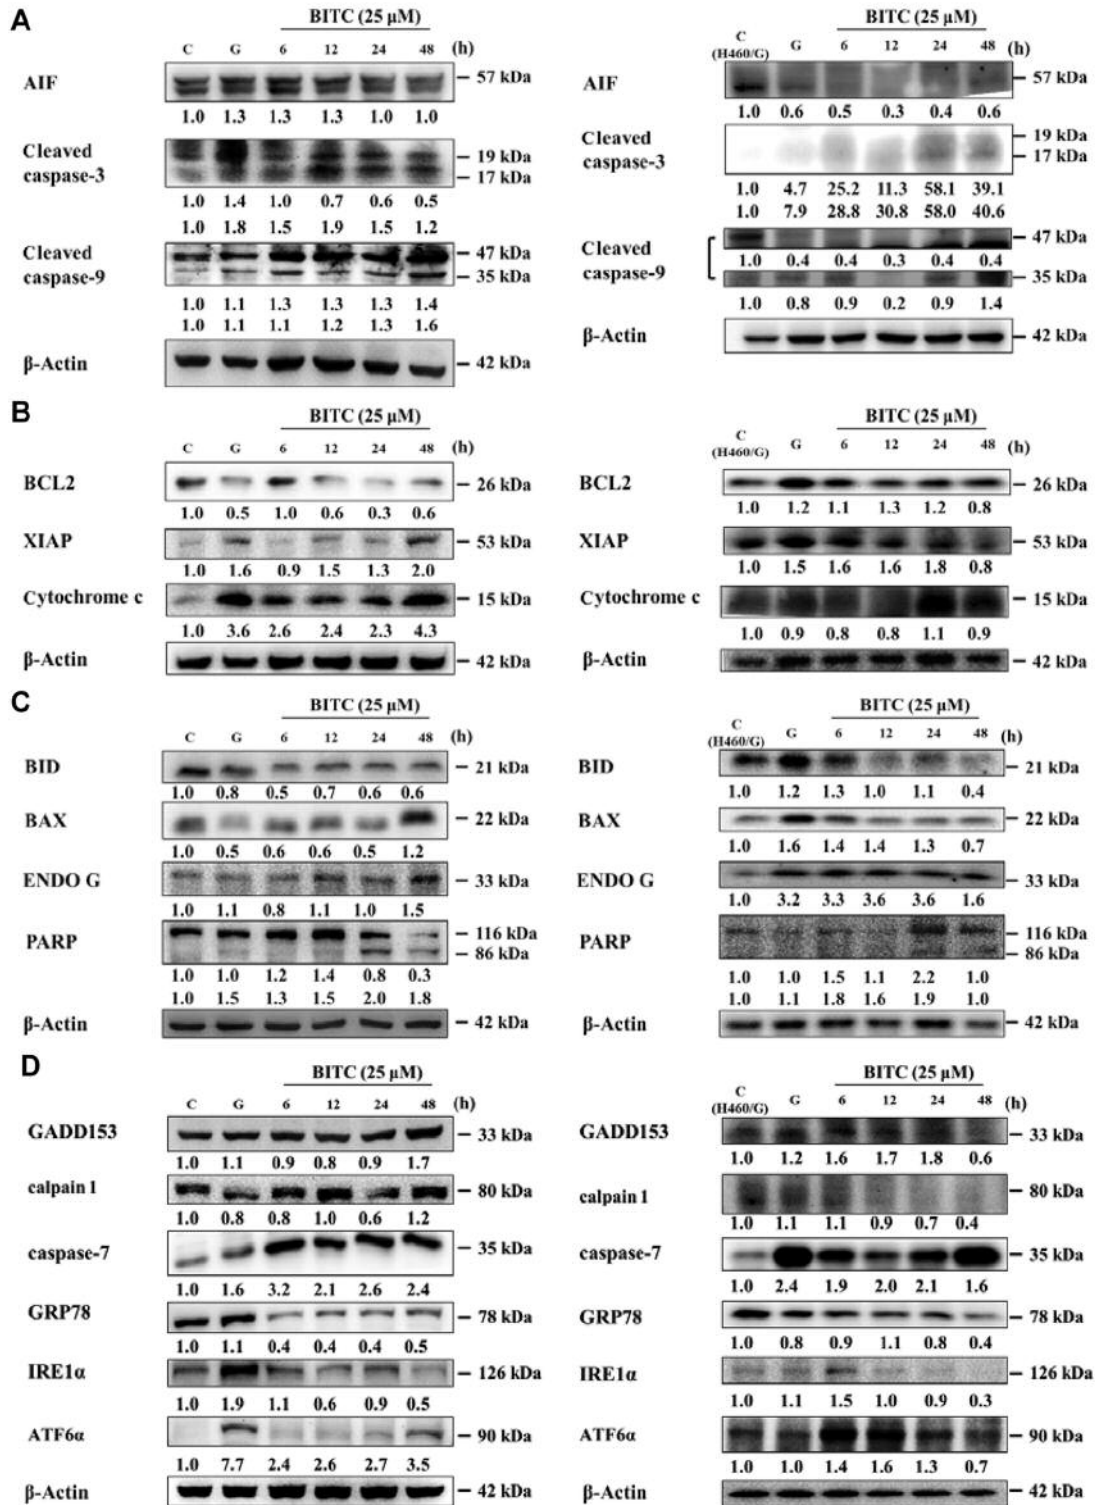 A
BITC (25 μM)
C G 6 12 24 48 (h)
AIF
57 kDa
1.0 1.3 1.3 1.3 1.0 1.0
Cleaved
caspase-3
19 kDa
17 kDa
1.0 1.4 1.0 0.7 0.6 0.5
1.0 1.8 1.5 1.9 1.5 1.2
Cleaved
caspase-9
47 kDa
35 kDa
1.0 1.1 1.3 1.3 1.3 1.4
1.0 1.1 1.1 1.2 1.3 1.6
β-Actin
42 kDa
BITC (25 μM)
C
(H460/G) G 6 12 24 48 (h)
AIF
57 kDa
1.0 0.6 0.5 0.3 0.4 0.6
Cleaved
caspase-3
19 kDa
17 kDa
1.0 4.7 25.2 11.3 58.1 39.1
1.0 7.9 28.8 30.8 58.0 40.6
Cleaved
caspase-9
47 kDa
1.0 0.4 0.4 0.3 0.4 0.4
35 kDa
1.0 0.8 0.9 0.2 0.9 1.4
β-Actin
42 kDa
B
BITC (25 μM)
C G 6 12 24 48 (h)
BCL2
26 kDa
1.0 0.5 1.0 0.6 0.3 0.6
XIAP
53 kDa
1.0 1.6 0.9 1.5 1.3 2.0
Cytochrome c
15 kDa
1.0 3.6 2.6 2.4 2.3 4.3
β-Actin
42 kDa
BITC (25 μM)
C
(H460/G) G 6 12 24 48 (h)
BCL2
26 kDa
1.0 1.2 1.1 1.3 1.2 0.8
XIAP
53 kDa
1.0 1.5 1.6 1.6 1.8 0.8
Cytochrome c
15 kDa
1.0 0.9 0.8 0.8 1.1 0.9
β-Actin
42 kDa
C
BITC (25 μM)
C G 6 12 24 48 (h)
BID
21 kDa
1.0 0.8 0.5 0.7 0.6 0.6
BAX
22 kDa
1.0 0.5 0.6 0.6 0.5 1.2
ENDO G
33 kDa
1.0 1.1 0.8 1.1 1.0 1.5
PARP
116 kDa
86 kDa
1.0 1.0 1.2 1.4 0.8 0.3
1.0 1.5 1.3 1.5 2.0 1.8
β-Actin
42 kDa
BITC (25 μM)
C
(H460/G) G 6 12 24 48 (h)
BID
21 kDa
1.0 1.2 1.3 1.0 1.1 0.4
BAX
22 kDa
1.0 1.6 1.4 1.4 1.3 0.7
ENDO G
33 kDa
1.0 3.2 3.3 3.6 3.6 1.6
PARP
116 kDa
86 kDa
1.0 1.0 1.5 1.1 2.2 1.0
1.0 1.1 1.8 1.6 1.9 1.0
β-Actin
42 kDa
D
BITC (25 μM)
C G 6 12 24 48 (h)
GADD153
33 kDa
1.0 1.1 0.9 0.8 0.9 1.7
calpain 1
80 kDa
1.0 0.8 0.8 1.0 0.6 1.2
caspase-7
35 kDa
1.0 1.6 3.2 2.1 2.6 2.4
GRP78
78 kDa
1.0 1.1 0.4 0.4 0.4 0.5
IRE1α
126 kDa
1.0 1.9 1.1 0.6 0.9 0.5
ATF6α
90 kDa
1.0 7.7 2.4 2.6 2.7 3.5
β-Actin
42 kDa
BITC (25 μM)
C
(H460/G) G 6 12 24 48 (h)
GADD153
33 kDa
1.0 1.2 1.6 1.7 1.8 0.6
calpain 1
80 kDa
1.0 1.1 1.1 0.9 0.7 0.4
caspase-7
35 kDa
1.0 2.4 1.9 2.0 2.1 1.6
GRP78
78 kDa
1.0 0.8 0.9 1.1 0.8 0.4
IRE1α
126 kDa
1.0 1.1 1.5 1.0 0.9 0.3
ATF6α
90 kDa
1.0 1.0 1.4 1.6 1.3 0.7
β-Actin
42 kDa